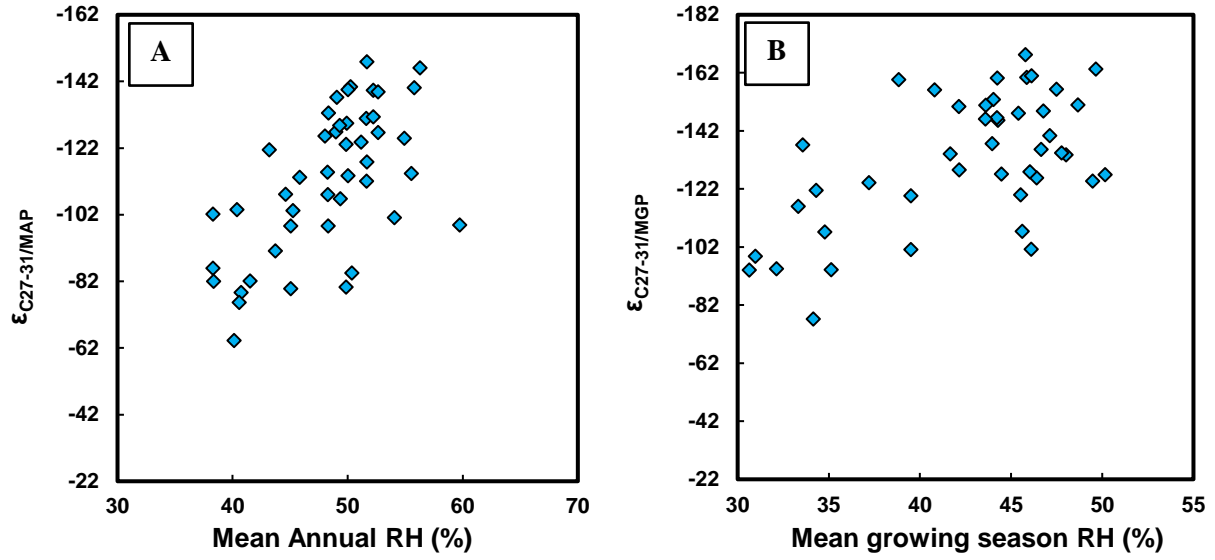 A
-162
-142
-122
-102
-82
-62
-42
-22
εC27-31/MAP
30 40 50 60 70
Mean Annual RH (%)
B
-182
-162
-142
-122
-102
-82
-62
-42
-22
εC27-31/MGP
30 35 40 45 50 55
Mean growing season RH (%)